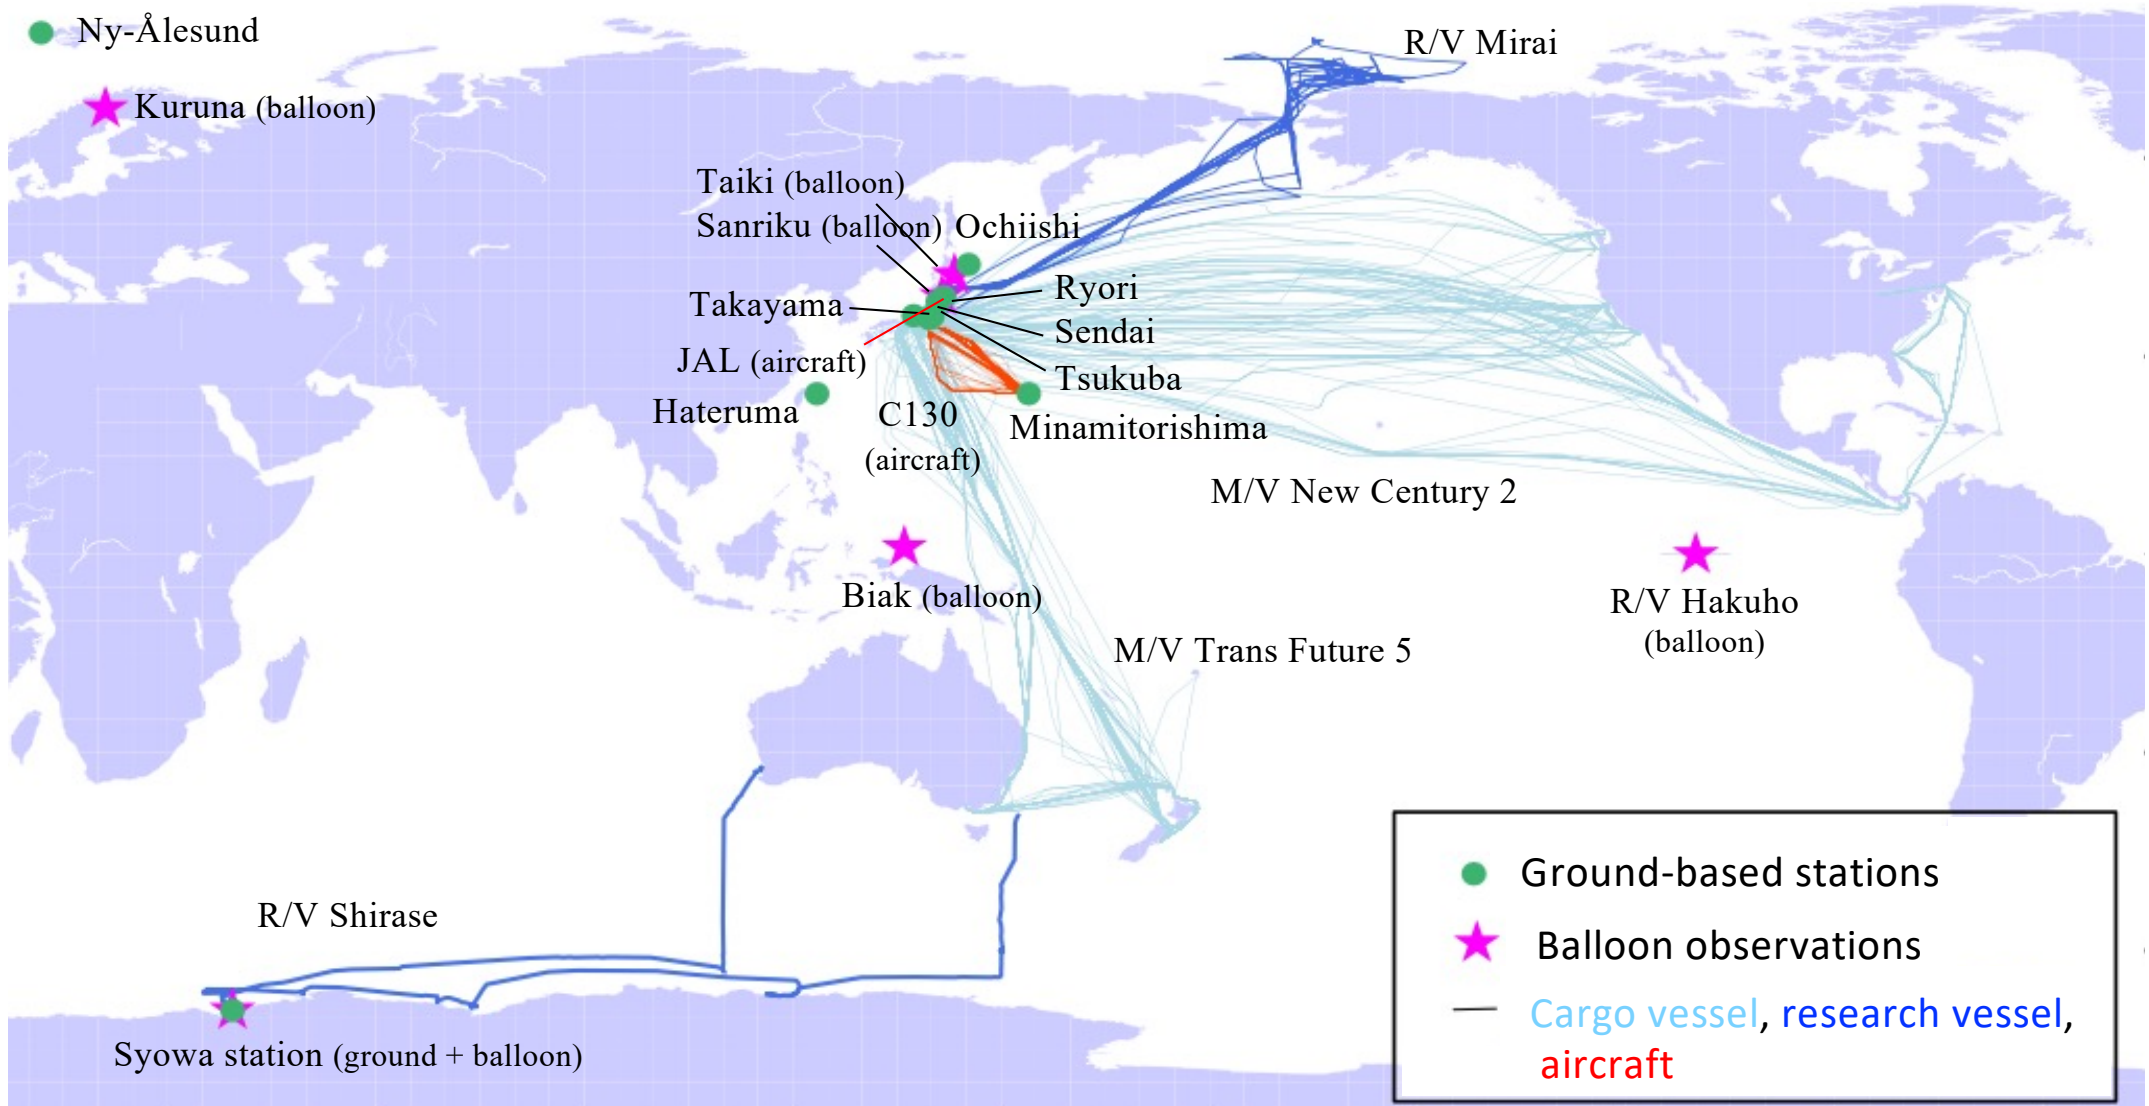 Ny-Ålesund
R/V Mirai
Kuruna (balloon)
Taiki (balloon)
Sanriku (balloon) Ochiishi
Ryori
Takayama
Sendai
JAL (aircraft)
Tsukuba
Hateruma
C130
(aircraft)
Minamitorishima
M/V New Century 2
Biak (balloon)
R/V Hakuho
(balloon)
M/V Trans Future 5
R/V Shirase
Syowa station (ground + balloon)
Ground-based stations
Balloon observations
Cargo vessel, research vessel,
aircraft